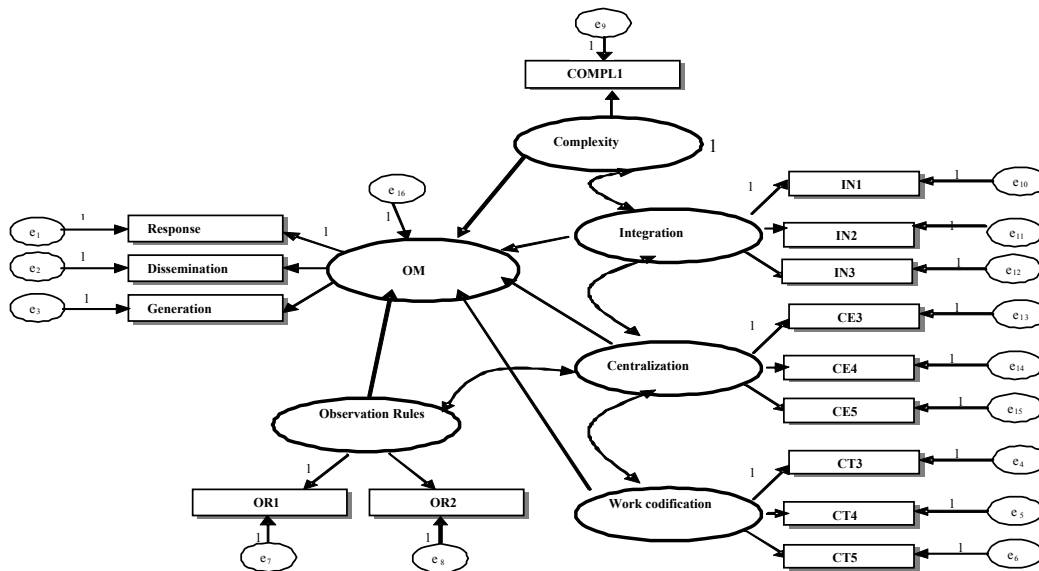 e9
1
COMPL1
Complexity
1
e16
1
1
IN1
1
e10
e1
1
Response
1
Integration
IN2
1
e11
e2
1
Dissemination
OM
IN3
1
e12
e3
1
Generation
1
CE3
1
e13
Centralization
CE4
1
e14
Observation Rules
CE5
1
e15
1
1
CT3
1
e4
OR1
OR2
Work codification
CT4
1
e5
1
e7
1
e8
CT5
1
e6